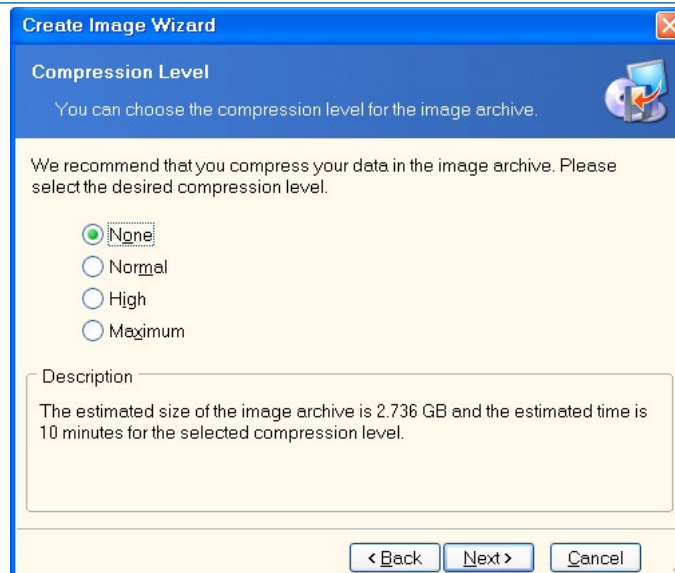 Create Image Wizard
Compression Level
You can choose the compression level for the image archive.
We recommend that you compress your data in the image archive. Please
select the desired compression level.
None
Normal
High
Maximum
Description
The estimated size of the image archive is 2.736 GB and the estimated time is
10 minutes for the selected compression level.
< Back Next > Cancel